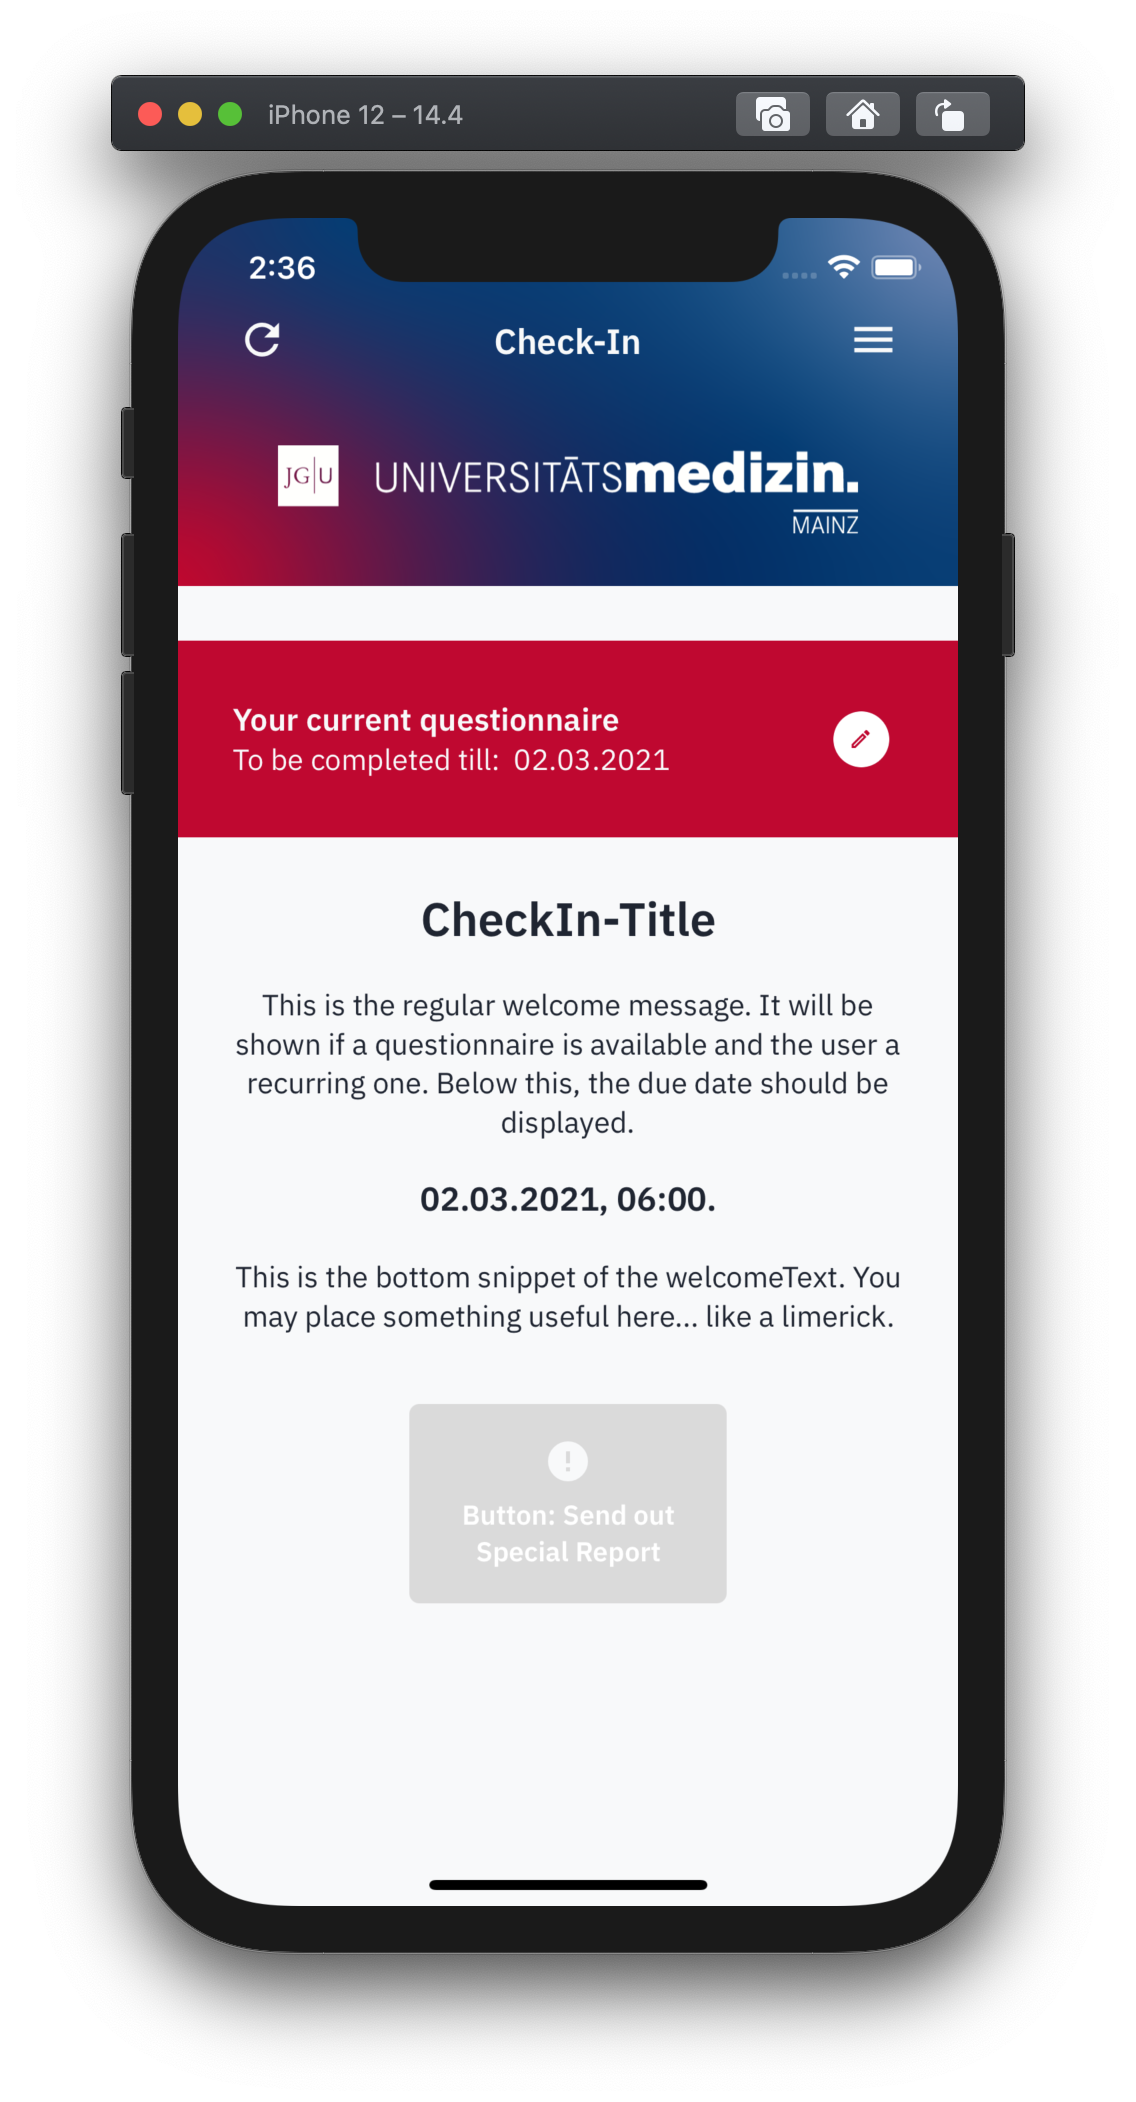 iPhone 12 – 14.4
2:36
Check-In
JG|U
UNIVERSITĀTSmedizin.
MAINZ
Your current questionnaire
To be completed till: 02.03.2021
CheckIn-Title
This is the regular welcome message. It will be
shown if a questionnaire is available and the user a
recurring one. Below this, the due date should be
displayed.
02.03.2021, 06:00.
This is the bottom snippet of the welcomeText. You
may place something useful here... like a limerick.
Button: Send out
Special Report